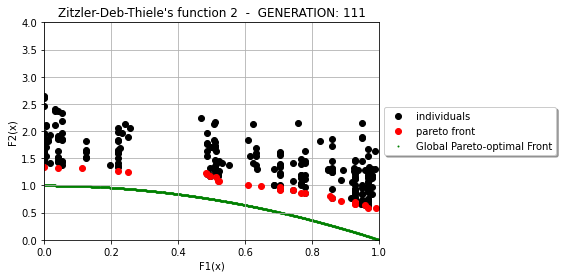 Zitzler-Deb-Thiele's function 2 - GENERATION: 111
4.0
3.5
3.0
2.5
2.0
1.5
1.0
0.5
0.0
F2(x)
0.0 0.2 0.4 0.6 0.8 1.0
F1(x)
individuals
pareto front
Global Pareto-optimal Front